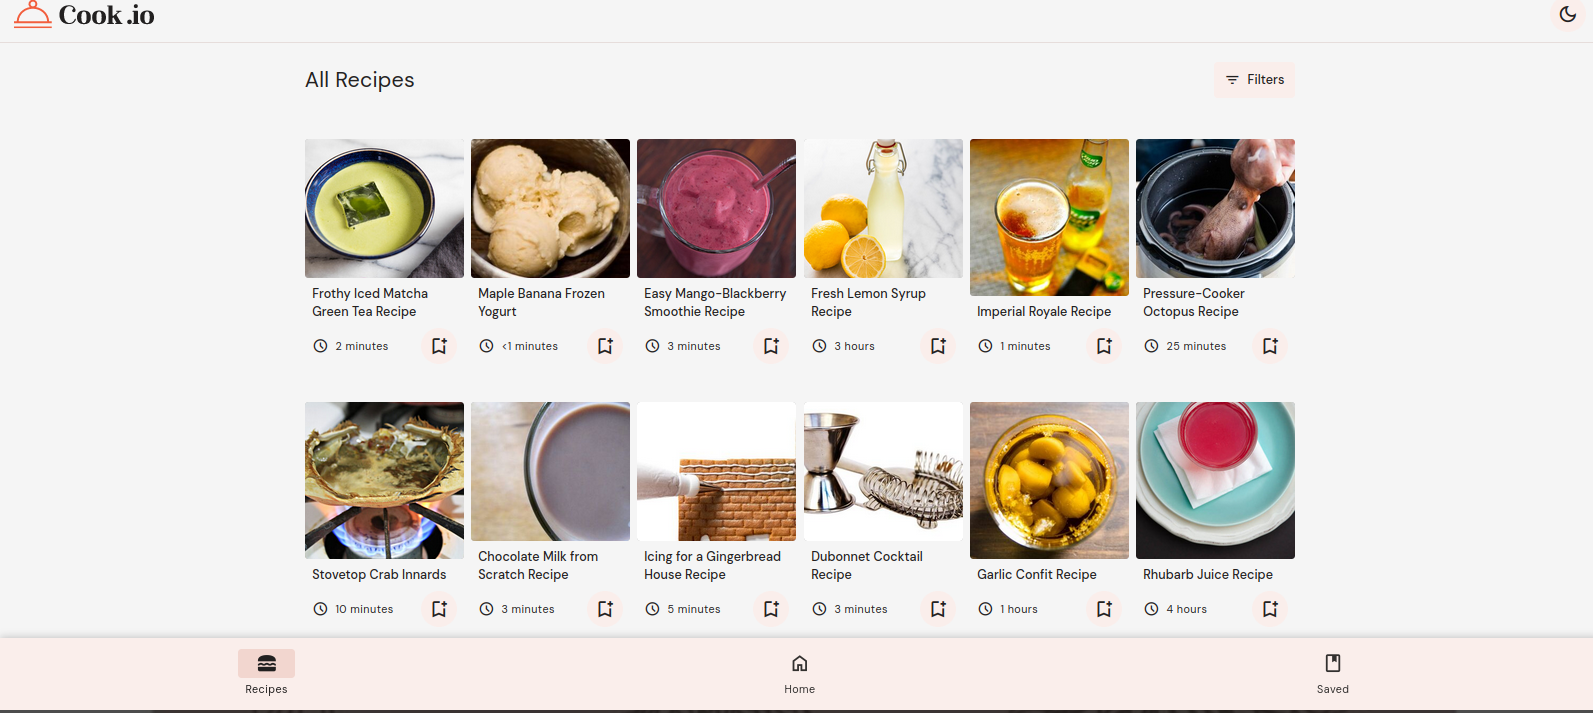 Cook.io
All Recipes
Filters
Frothy Iced Matcha
Green Tea Recipe
2 minutes
Maple Banana Frozen
Yogurt
<1 minutes
Easy Mango-Blackberry
Smoothie Recipe
3 minutes
Fresh Lemon Syrup
Recipe
3 hours
Imperial Royale Recipe
1 minutes
Pressure-Cooker
Octopus Recipe
25 minutes
Stovetop Crab Innards
10 minutes
Chocolate Milk from
Scratch Recipe
3 minutes
Icing for a Gingerbread
House Recipe
5 minutes
Dubonnet Cocktail
Recipe
3 minutes
Garlic Confit Recipe
1 hours
Rhubarb Juice Recipe
4 hours
Recipes
Home
Saved